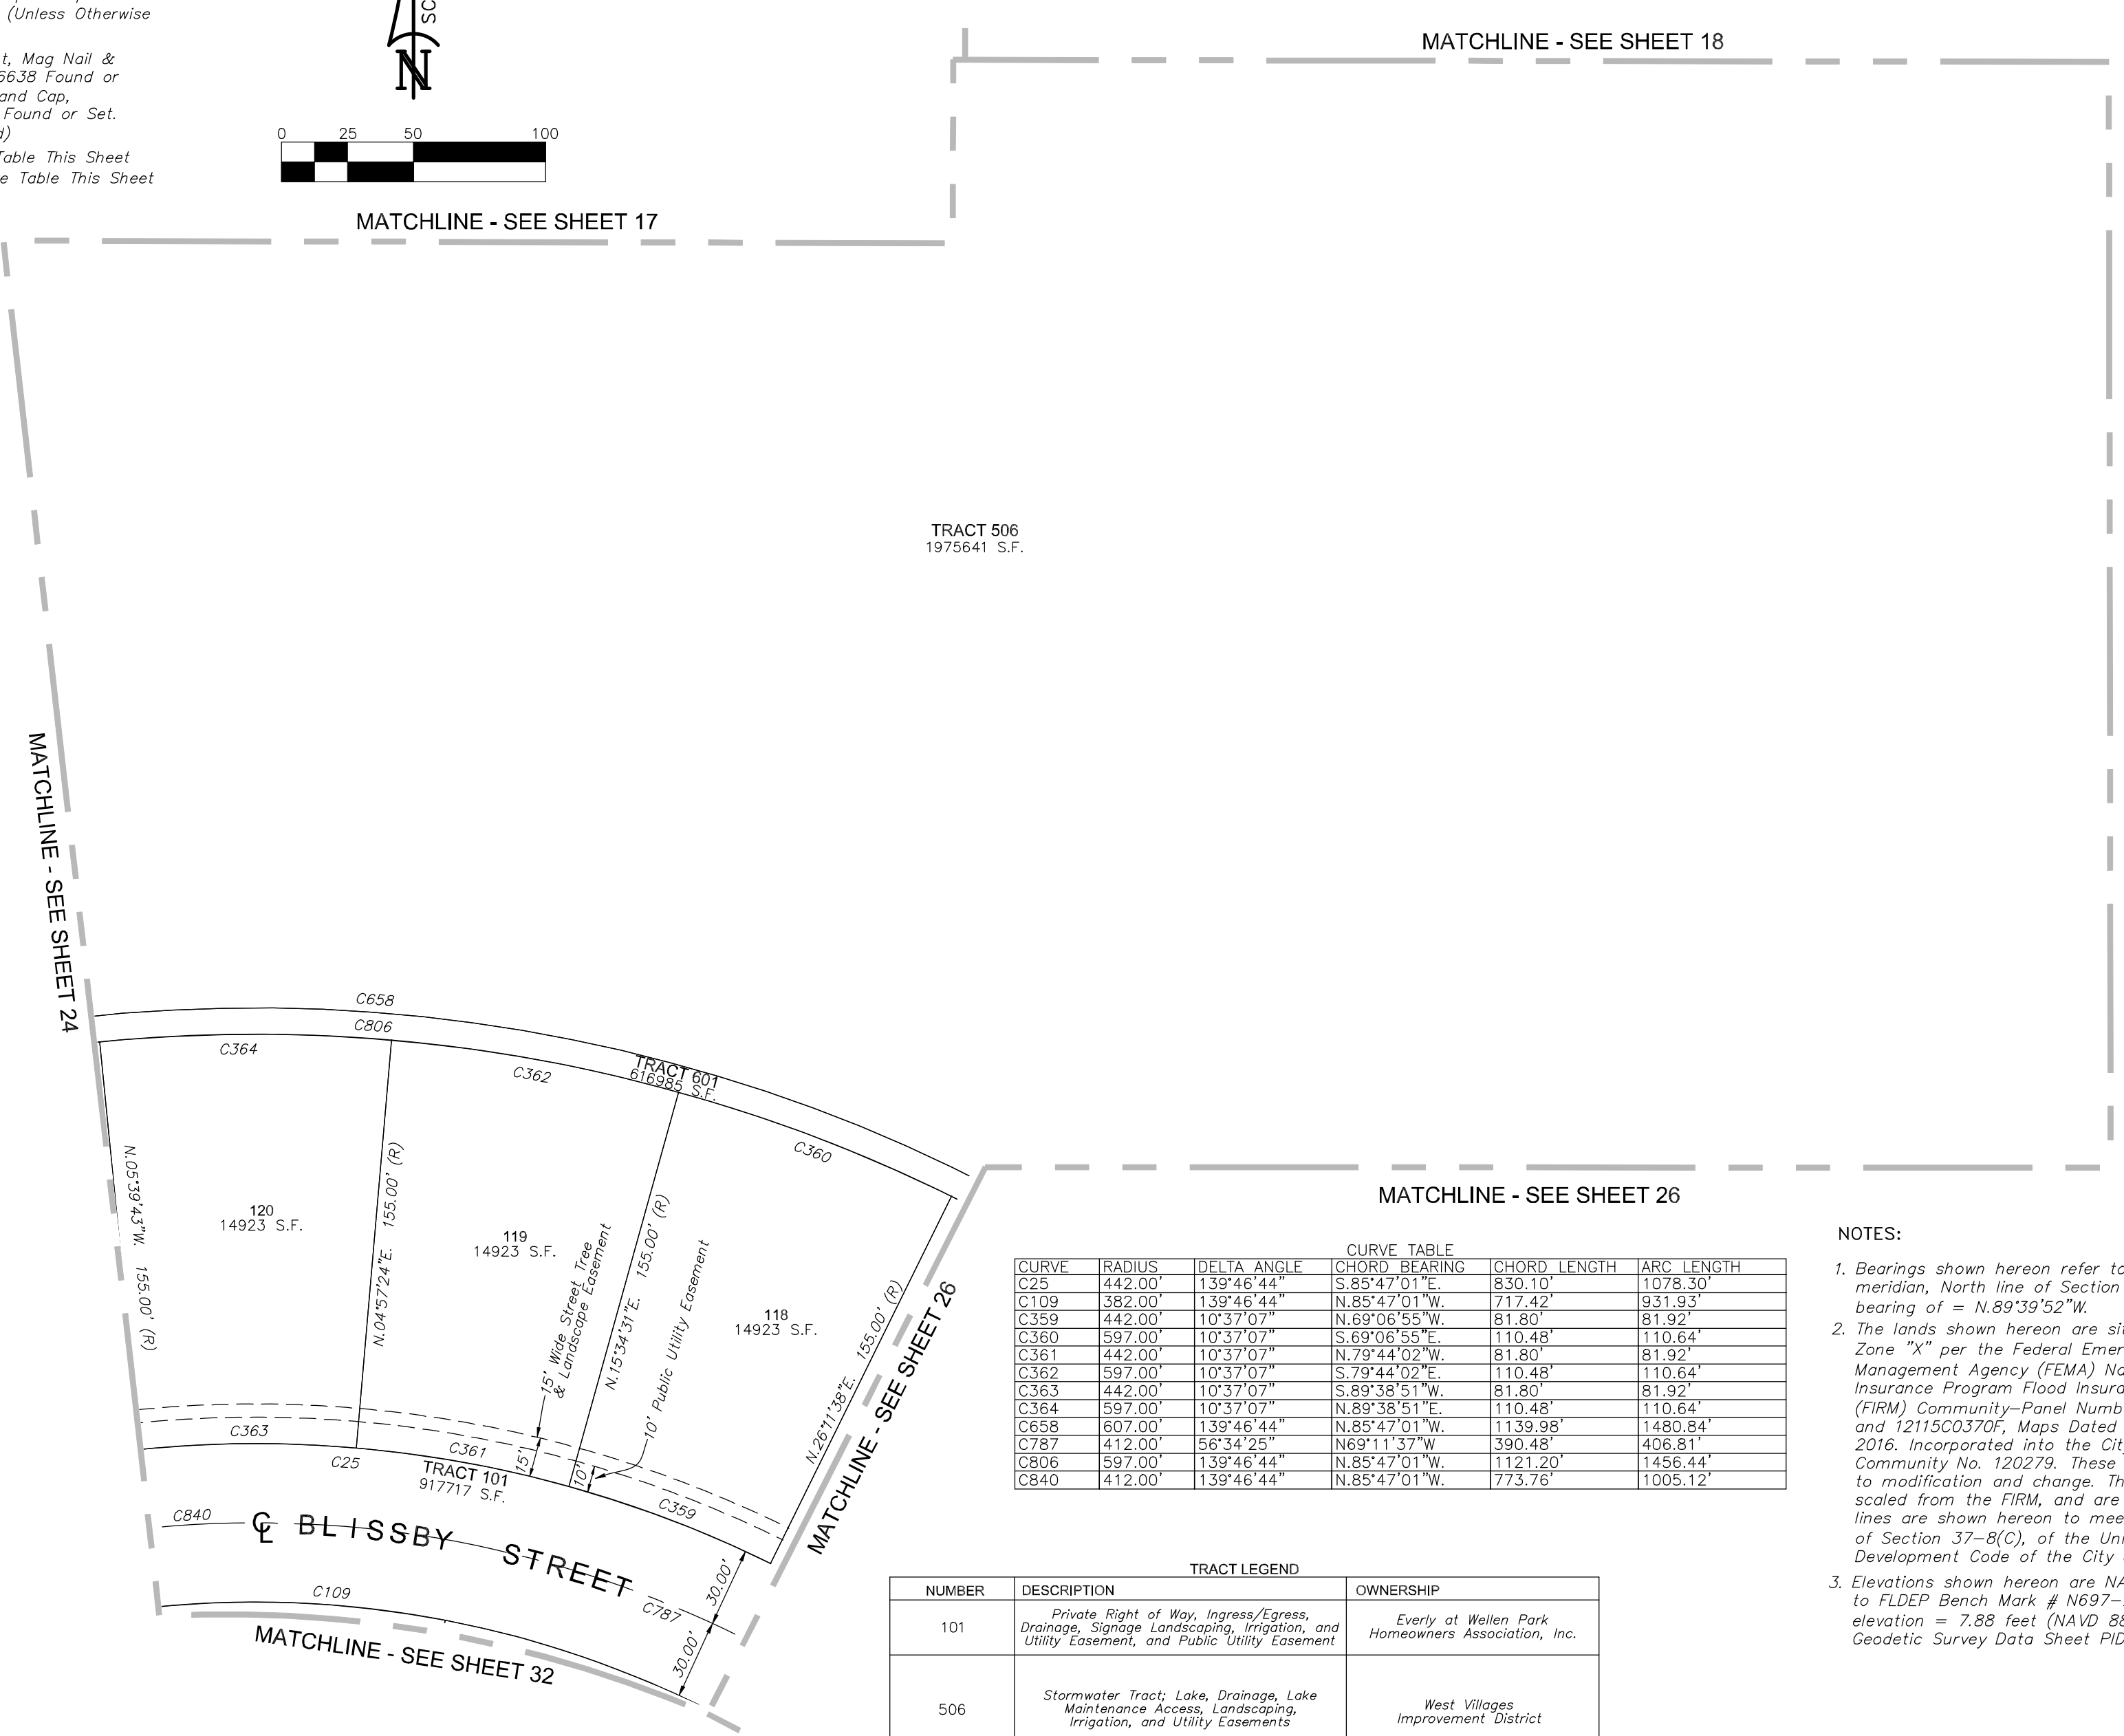 (Unless Otherwise
t, Mag Nail &
6638 Found or
and Cap,
Found or Set.
Table This Sheet
e Table This Sheet
N
0 25 50 100
MATCHLINE - SEE SHEET 17
MATCHLINE - SEE SHEET 18
TRACT 506
1975641 S.F.
MATCHLINE - SEE SHEET 24
C658
C806
C364
C362
TRACT 601
616985 S.F.
C360
N.05°39'43"W. 155.00' (R)
120
14923 S.F.
N.04°57'24"E. 155.00' (R)
119
14923 S.F.
15' Wide Street Tree
& Landscape Easement
N.15°34'31"E. 155.00' (R)
10' Public Utility Easement
118
14923 S.F.
N.26°11'38"E. 155.00' (R)
MATCHLINE - SEE SHEET 26
C363
C361
15'
10'
C25
TRACT 101
917717 S.F.
C359
C840
CL BLISSBY STREET
C787
30.00'
30.00'
C109
MATCHLINE - SEE SHEET 32
MATCHLINE - SEE SHEET 26
CURVE TABLE
CURVE RADIUS DELTA ANGLE CHORD BEARING CHORD LENGTH ARC LENGTH
C25 442.00' 139°46'44" S.85°47'01"E. 830.10' 1078.30'
C109 382.00' 139°46'44" N.85°47'01"W. 717.42' 931.93'
C359 442.00' 10°37'07" N.69°06'55"W. 81.80' 81.92'
C360 597.00' 10°37'07" S.69°06'55"E. 110.48' 110.64'
C361 442.00' 10°37'07" N.79°44'02"W. 81.80' 81.92'
C362 597.00' 10°37'07" S.79°44'02"E. 110.48' 110.64'
C363 442.00' 10°37'07" S.89°38'51"W. 81.80' 81.92'
C364 597.00' 10°37'07" N.89°38'51"E. 110.48' 110.64'
C658 607.00' 139°46'44" N.85°47'01"W. 1139.98' 1480.84'
C787 412.00' 56°34'25" N69°11'37"W 390.48' 406.81'
C806 597.00' 139°46'44" N.85°47'01"W. 1121.20' 1456.44'
C840 412.00' 139°46'44" N.85°47'01"W. 773.76' 1005.12'
TRACT LEGEND
NUMBER DESCRIPTION OWNERSHIP
101 Private Right of Way, Ingress/Egress,
Drainage, Signage Landscaping, Irrigation, and
Utility Easement, and Public Utility Easement
Everly at Wellen Park
Homeowners Association, Inc.
506 Stormwater Tract; Lake, Drainage, Lake
Maintenance Access, Landscaping,
Irrigation, and Utility Easements
West Villages
Improvement District
NOTES:
1. Bearings shown hereon refer to
meridian, North line of Section
bearing of = N.89°39'52"W.
2. The lands shown hereon are sit
Zone "X" per the Federal Emer
Management Agency (FEMA) Na
Insurance Program Flood Insura
(FIRM) Community-Panel Numb
and 12115C0370F, Maps Dated
2016. Incorporated into the City
Community No. 120279. These
to modification and change. Th
scaled from the FIRM, and are
lines are shown hereon to mee
of Section 37-8(C), of the Uni
Development Code of the City
3. Elevations shown hereon are NA
to FLDEP Bench Mark # N697-
elevation = 7.88 feet (NAVD 88
Geodetic Survey Data Sheet PID